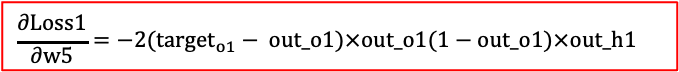 ∂Loss1/∂w5 = −2(target_o1 − out_o1)×out_o1(1 − out_o1)×out_h1